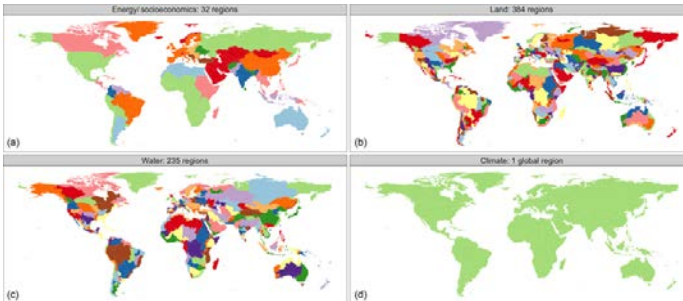 Energy/ socioeconomics: 32 regions
Land: 384 regions
(a)
(b)
Water: 235 regions
Climate: 1 global region
(c)
(d)